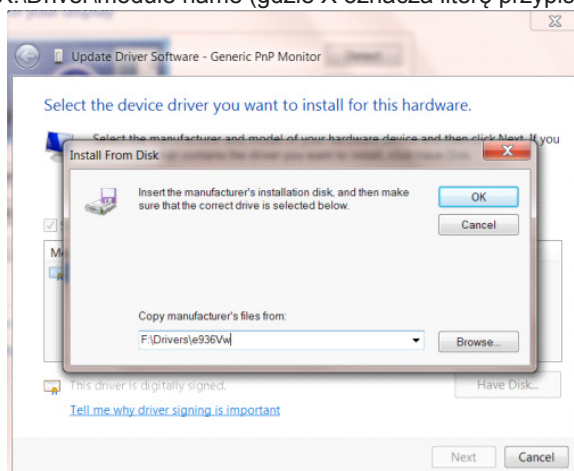 X:\Driver\module name (gdzie X oznacza literę
Update Driver Software - Generic PnP Monitor
Select the device driver you want to install for this hardware.
Select the manufacturer and model of your hardware device and then click Next. If you
Install From Disk
Insert the manufacturer's installation disk, and then make
sure that the correct drive is selected below.
OK
Cancel
Copy manufacturer's files from:
F:\Drivers\e936Vw
Browse...
This driver is digitally signed.
Have Disk...
Tell me why driver signing is important
Next
Cancel